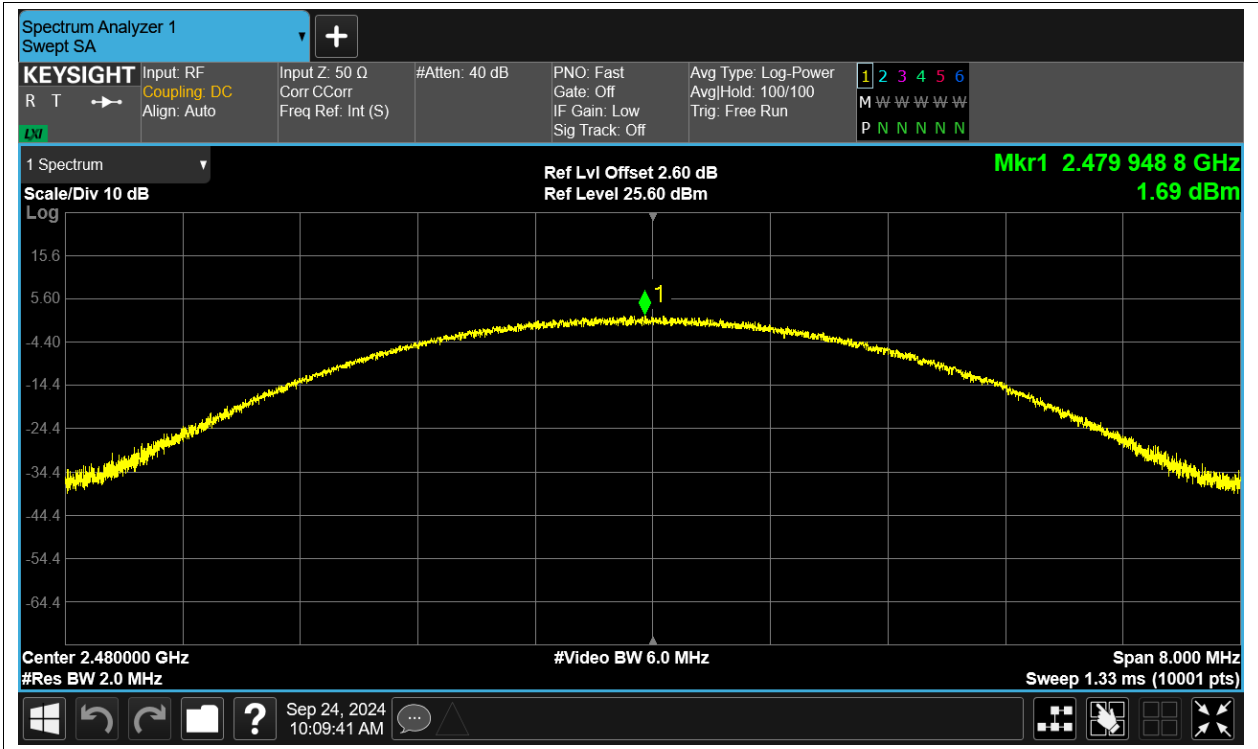 Spectrum Analyzer 1
Swept SA
+
KEYSIGHT
R T
LXI
Input: RF
Coupling: DC
Align: Auto
Input Z: 50 Ω
Corr CCorr
Freq Ref: Int (S)
#Atten: 40 dB
PNO: Fast
Gate: Off
IF Gain: Low
Sig Track: Off
Avg Type: Log-Power
Avg|Hold: 100/100
Trig: Free Run
1 2 3 4 5 6
M W W W W W
P N N N N N
1 Spectrum
Scale/Div 10 dB
Log
Ref Lvl Offset 2.60 dB
Ref Level 25.60 dBm
Mkr1 2.479 948 8 GHz
1.69 dBm
15.6
5.60
1
-4.40
-14.4
-24.4
-34.4
-44.4
-54.4
-64.4
Center 2.480000 GHz
#Res BW 2.0 MHz
#Video BW 6.0 MHz
Span 8.000 MHz
Sweep 1.33 ms (10001 pts)
?
Sep 24, 2024
10:09:41 AM